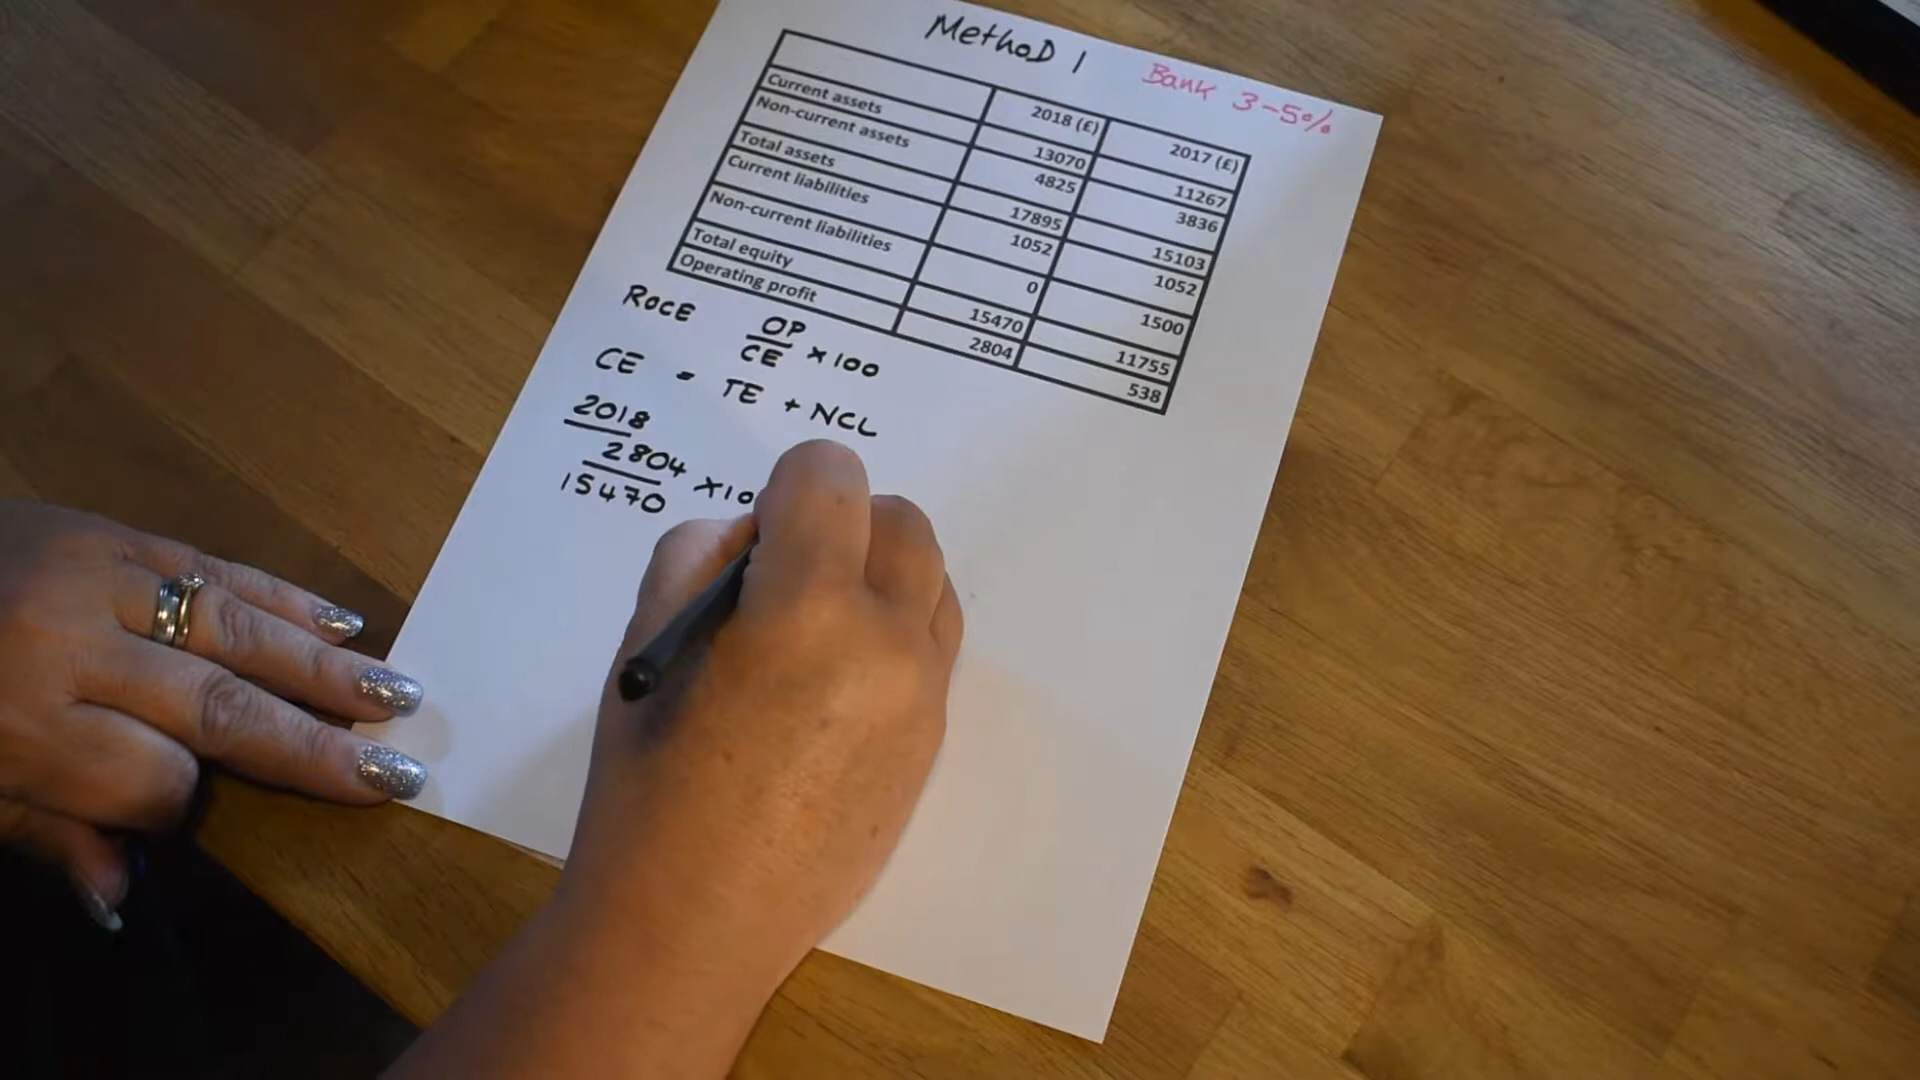 MethoD 1
Bank 3-5%
2018 (£) 2017 (£)
Current assets 13070 11267
Non-current assets 4825 3836
Total assets 17895 15103
Current liabilities 1052 1052
Non-current liabilities 0 1500
Total equity 15470 11755
Operating profit 2804 538
ROCE OP
CE × 100
CE = TE + NCL
2018
2804
15470 ×10